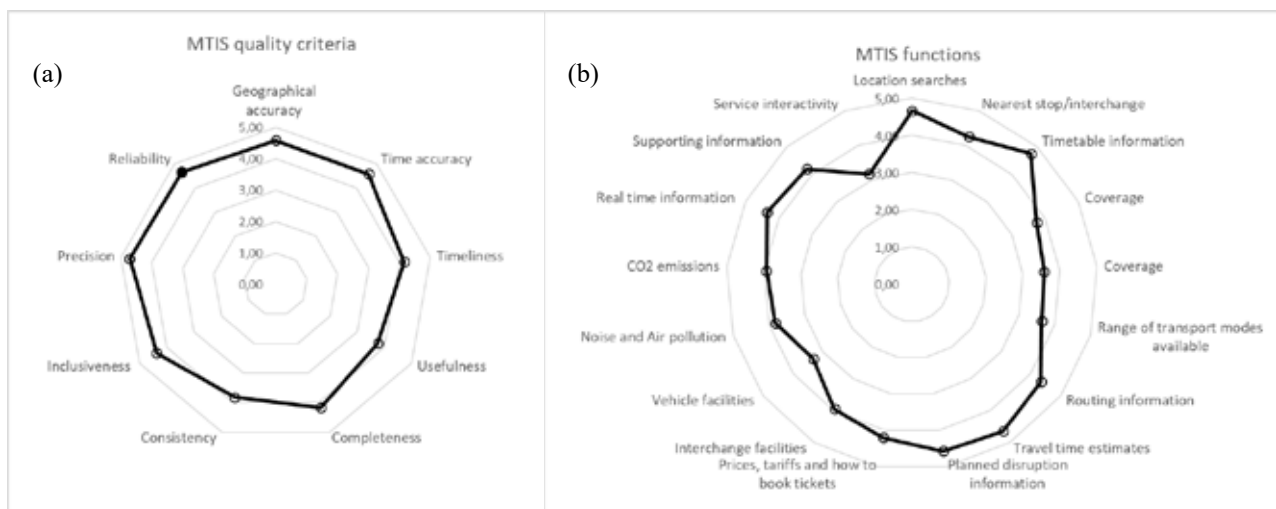 (a)
MTIS quality criteria
Geographical
accuracy
5,00
4,00
3,00
2,00
1,00
0,00
Time accuracy
Timeliness
Usefulness
Completeness
Consistency
Inclusiveness
Precision
Reliability
(b)
MTIS functions
Location searches
5,00
4,00
3,00
2,00
1,00
0,00
Nearest stop/interchange
Timetable information
Coverage
Coverage
Range of transport modes
available
Routing information
Travel time estimates
Planned disruption
information
Prices, tariffs and how to
book tickets
Interchange facilities
Vehicle facilities
Noise and Air pollution
CO2 emissions
Real time information
Supporting information
Service interactivity